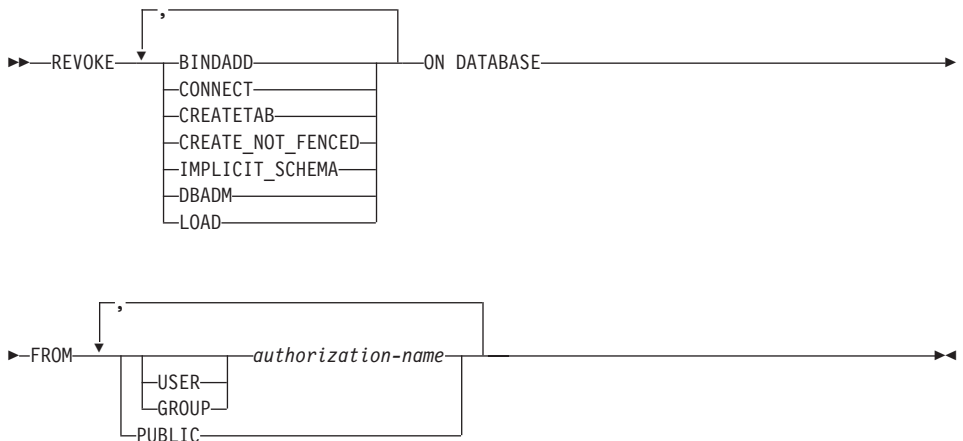 ,
REVOKE BINDADD ON DATABASE
CONNECT
CREATETAB
CREATE_NOT_FENCED
IMPLICIT_SCHEMA
DBADM
LOAD
,
FROM authorization-name
USER
GROUP
PUBLIC